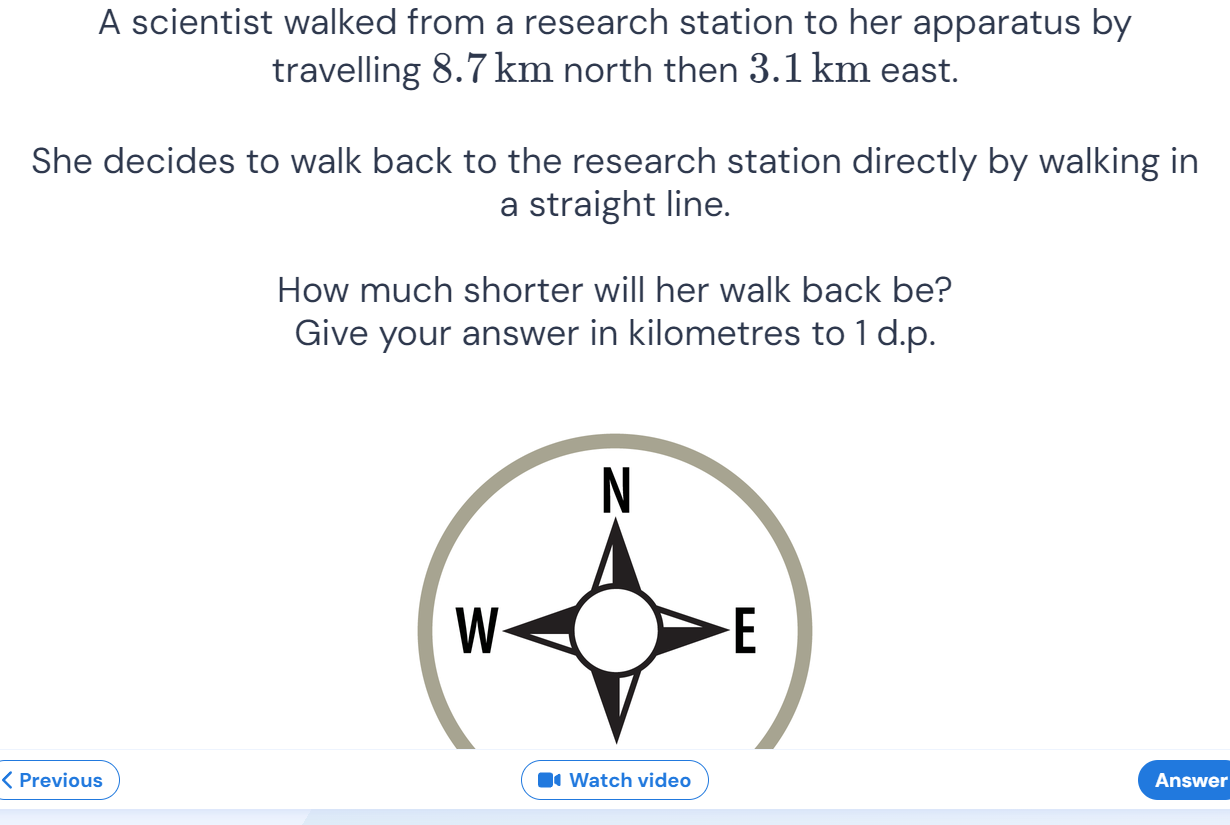 A scientist walked from a research station to her apparatus by
travelling 8.7 km north then 3.1 km east.
She decides to walk back to the research station directly by walking in
a straight line.
How much shorter will her walk back be?
Give your answer in kilometres to 1 d.p.
N
W
E
Previous
Watch video
Answer